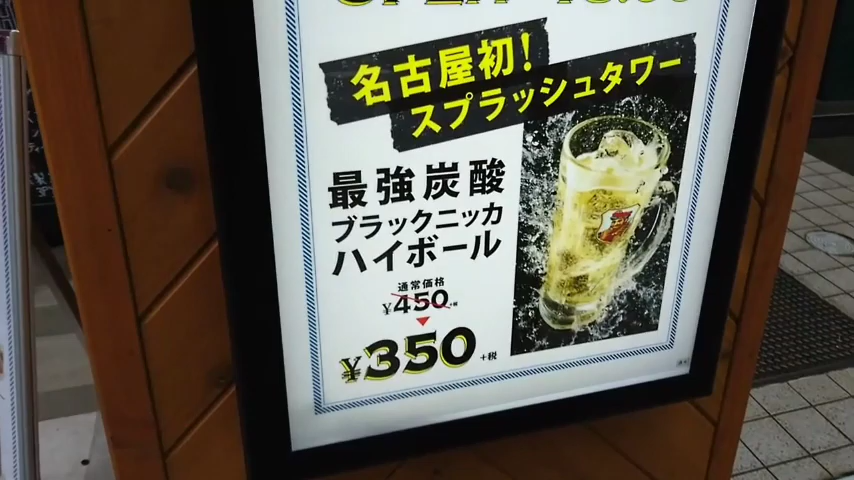 名古屋初!
スプラッシュタワー
最強炭酸
ブラックニッカ
ハイボール
通常価格
¥450+税
¥350+税